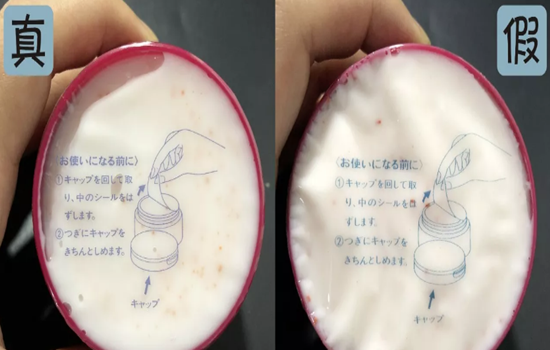 真
〈お使いになる前に〉
①キャップを回して取
り、中のシールをは
ずします。
②つぎにキャップを
きちんとしめます。
キャップ
假
〈お使いになる前に〉
①キャップを回して取
り、中のシールを
ずします。
②つぎにキャップを
きちんとしめます。
キャップ